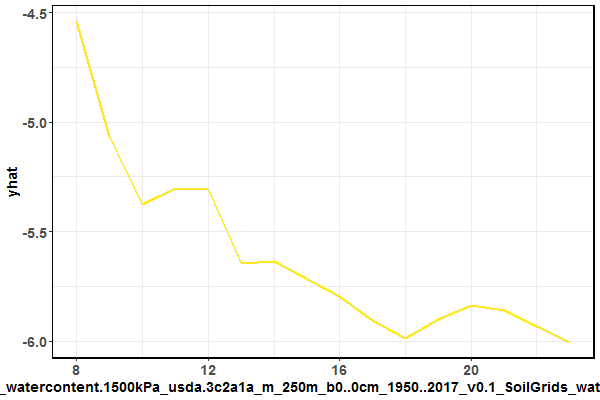 -4.5
-5.0
-5.5
-6.0
yhat
8 12 16 20
_watercontent.1500kPa_usda.3c2a1a_m_250m_b0..0cm_1950..2017_v0.1_SoilGrids_wat